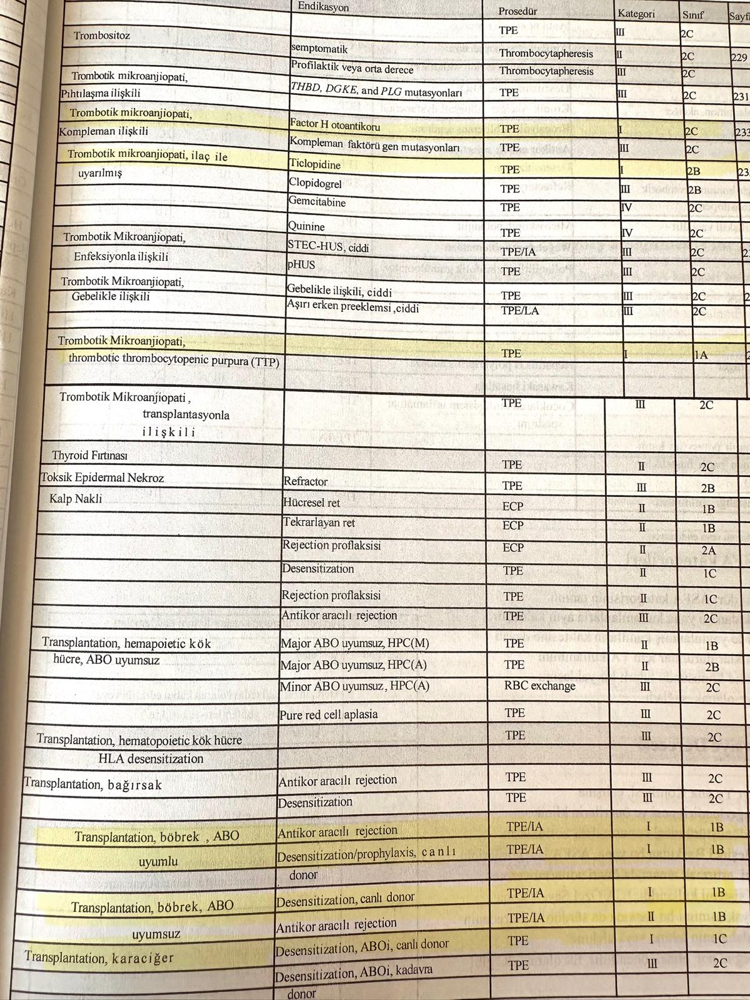 Endikasyon Prosedür Kategori Sınıf Sayfa
TPE III 2C
Trombositoz
semptomatik Thrombocytapheresis II 2C 229
Profilaktik veya orta derece Thrombocytapheresis III 2C
Trombotik mikroanjiopati,
Pıhtılaşma ilişkili THBD, DGKE, and PLG mutasyonları TPE III 2C 231
Trombotik mikroanjiopati,
Kompleman ilişkili Factor H otoantikoru TPE I 2C 233
Kompleman faktörü gen mutasyonları TPE III 2C
Trombotik mikroanjiopati, ilaç ile Ticlopidine TPE I 2B 23
uyarılmış Clopidogrel TPE III 2B
Gemcitabine TPE IV 2C
Quinine TPE IV 2C
Trombotik Mikroanjiopati, STEC-HUS, ciddi TPE/IA III 2C
Enfeksiyonla ilişkili pHUS TPE III 2C
Trombotik Mikroanjiopati, Gebelikle ilişkili, ciddi TPE III 2C
Gebelikle ilişkili Aşırı erken preeklemsi ,ciddi TPE/LA III 2C
Trombotik Mikroanjiopati, TPE I 1A
thrombotic thrombocytopenic purpura (TTP)
Trombotik Mikroanjiopati , TPE III 2C
transplantasyonla
ilişkili
Thyroid Fırtınası TPE II 2C
Toksik Epidermal Nekroz Refractor TPE III 2B
Kalp Nakli Hücresel ret ECP II 1B
Tekrarlayan ret ECP II 1B
Rejection proflaksisi ECP II 2A
Desensitization TPE II 1C
Rejection proflaksisi TPE II 1C
Antikor aracılı rejection TPE III 2C
Transplantation, hemapoietic kök Major ABO uyumsuz, HPC(M) TPE II 1B
hücre, ABO uyumsuz Major ABO uyumsuz, HPC(A) TPE II 2B
Minor ABO uyumsuz, HPC(A) RBC exchange III 2C
Pure red cell aplasia TPE III 2C
Transplantation, hematopoietic kök hücre TPE III 2C
HLA desensitization
Transplantation, bağırsak Antikor aracılı rejection TPE III 2C
Desensitization TPE III 2C
Transplantation, böbrek , ABO Antikor aracılı rejection TPE/IA I 1B
uyumlu Desensitization/prophylaxis, canlı TPE/IA I 1B
donor
Transplantation, böbrek, ABO Desensitization, canlı donor TPE/IA I 1B
uyumsuz Antikor aracılı rejection TPE/IA II 1B
Transplantation, karaciğer Desensitization, ABOi, canlı donor TPE I 1C
Desensitization, ABOi, kadavra TPE III 2C
donor